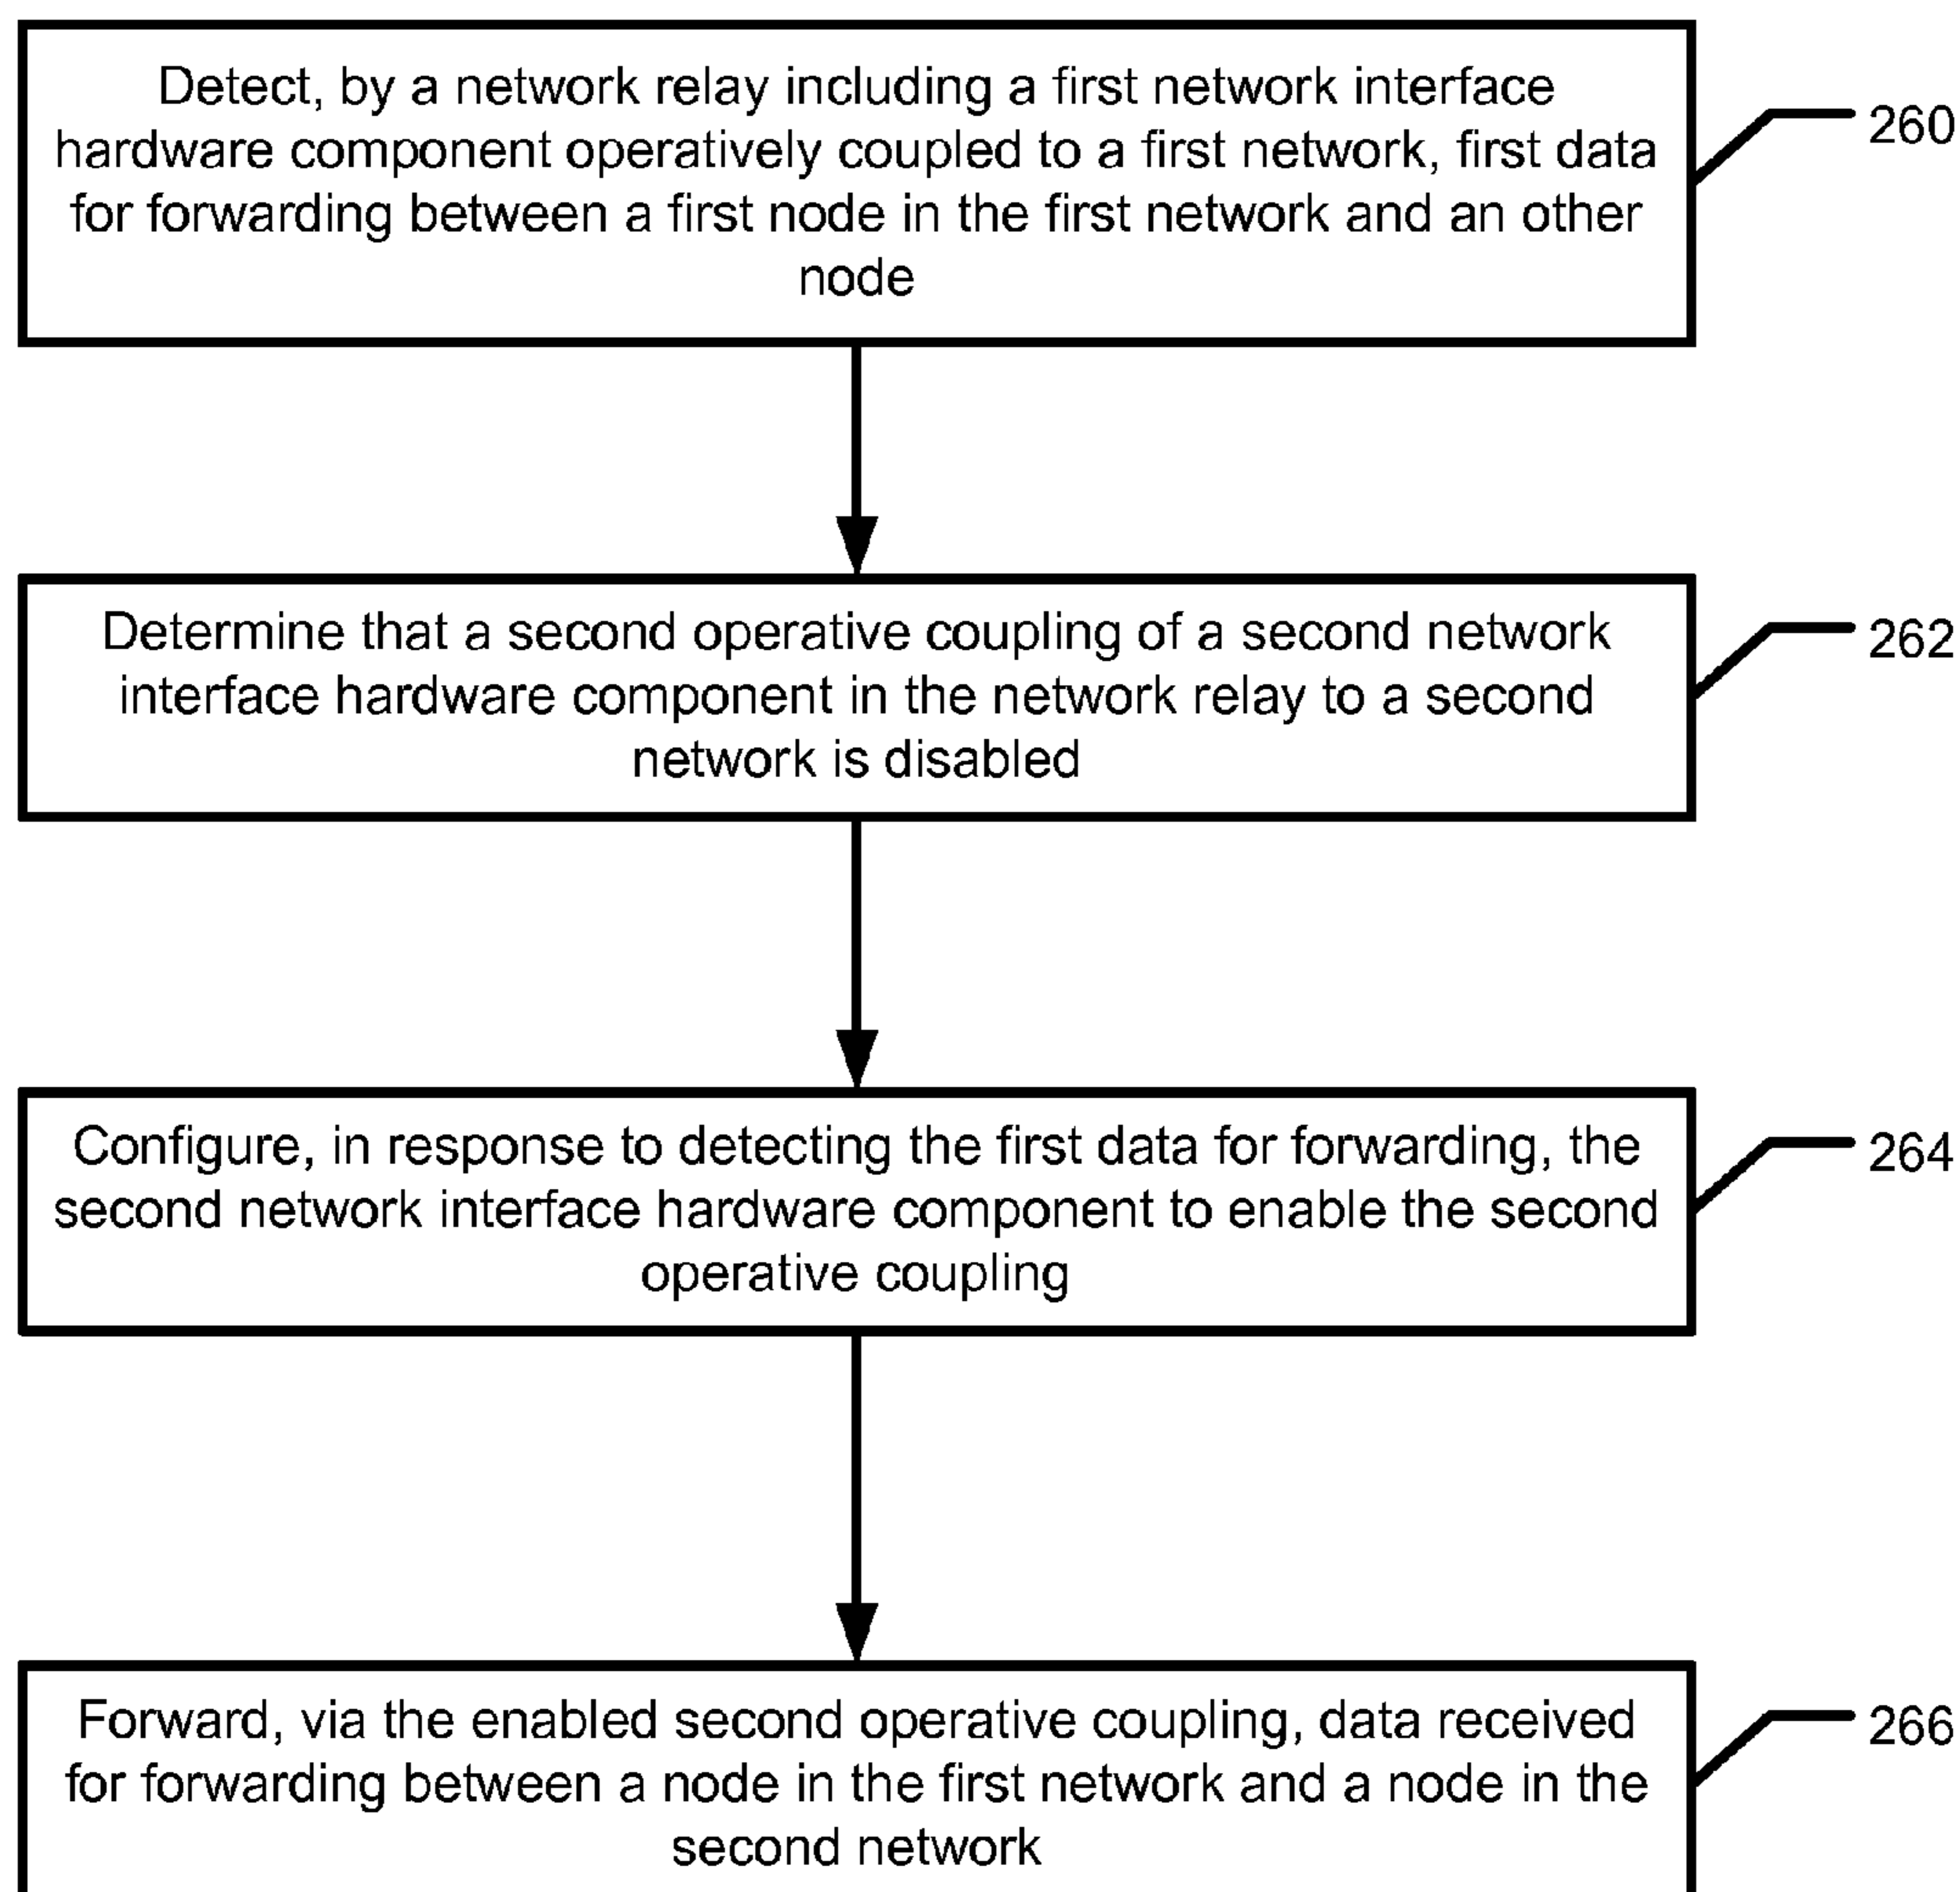 Detect, by a network relay including a first network interface
hardware component operatively coupled to a first network, first data
for forwarding between a first node in the first network and an other
node
260
Determine that a second operative coupling of a second network
interface hardware component in the network relay to a second
network is disabled
262
Configure, in response to detecting the first data for forwarding, the
second network interface hardware component to enable the second
operative coupling
264
Forward, via the enabled second operative coupling, data received
for forwarding between a node in the first network and a node in the
second network
266